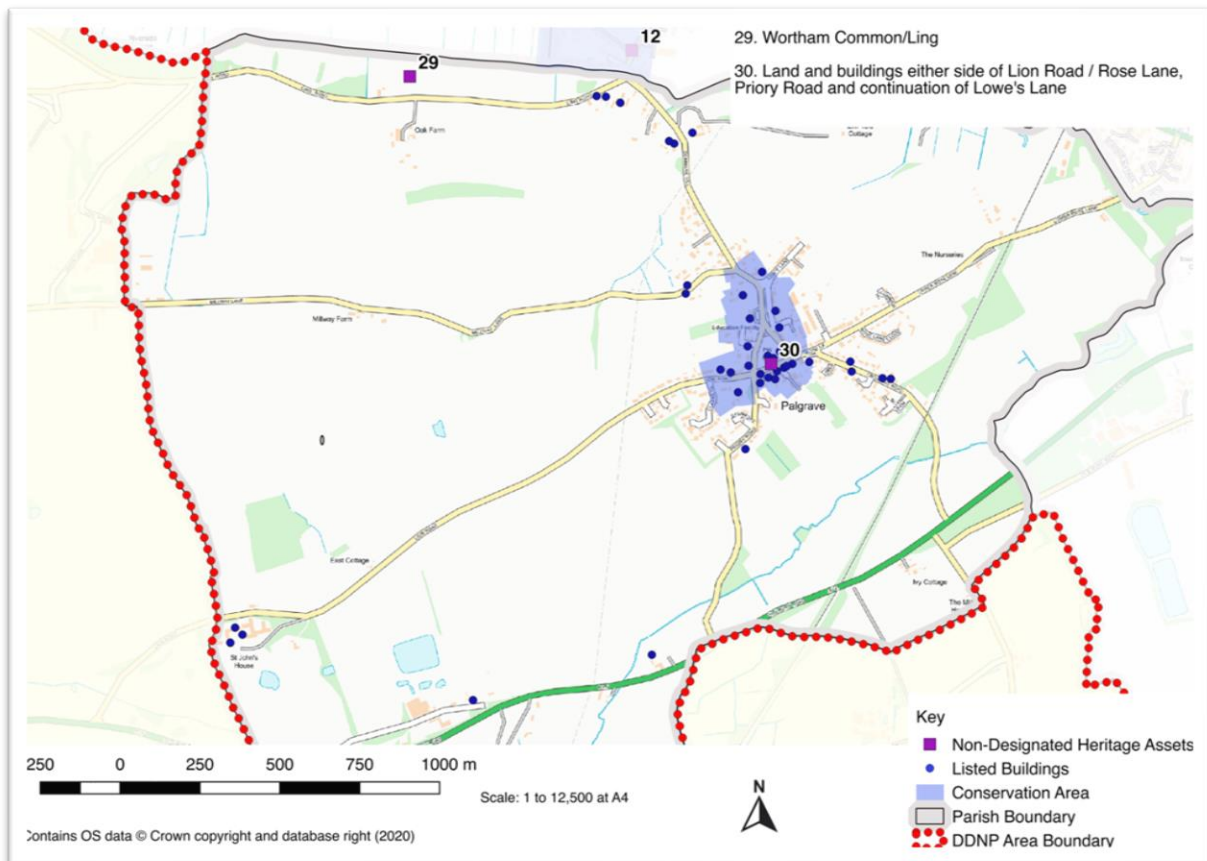 12
29
29. Wortham Common/Ling
30. Land and buildings either side of Lion Road / Rose Lane,
Priory Road and continuation of Lowe's Lane
Oak Farm
Cottage
The Nurseries
Millway Farm
30
Palgrave
East Cottage
Ivy Cottage
St John's
House
Key
Non-Designated Heritage Assets
Listed Buildings
Conservation Area
Parish Boundary
DDNP Area Boundary
250 0 250 500 750 1000 m
Scale: 1 to 12,500 at A4
N
Contains OS data © Crown copyright and database right (2020)